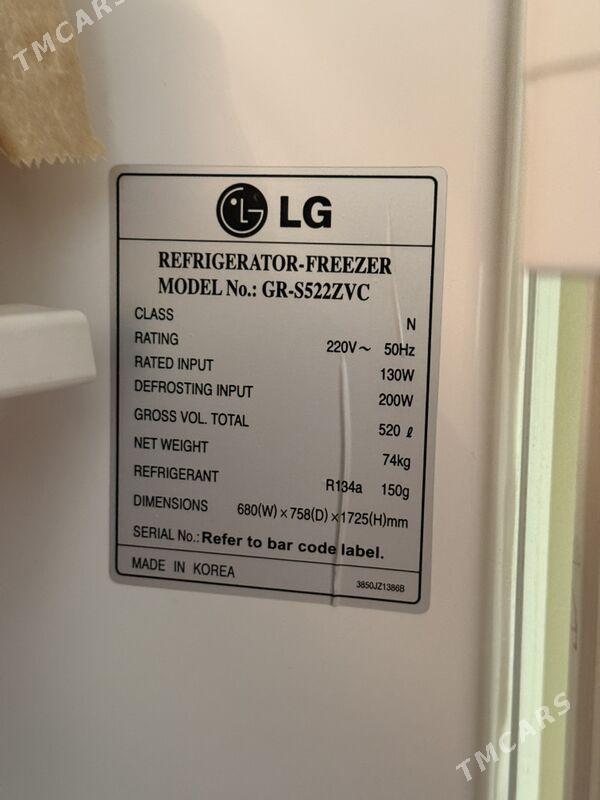 TMCARS
LG
REFRIGERATOR-FREEZER
MODEL No.: GR-S522ZVC
CLASS N
RATING 220V～ 50Hz
RATED INPUT 130W
DEFROSTING INPUT 200W
GROSS VOL. TOTAL 520 ℓ
NET WEIGHT 74kg
REFRIGERANT R134a 150g
DIMENSIONS 680(W)×758(D)×1725(H)mm
SERIAL No.: Refer to bar code label.
MADE IN KOREA 3850JZ1386B
TMCARS